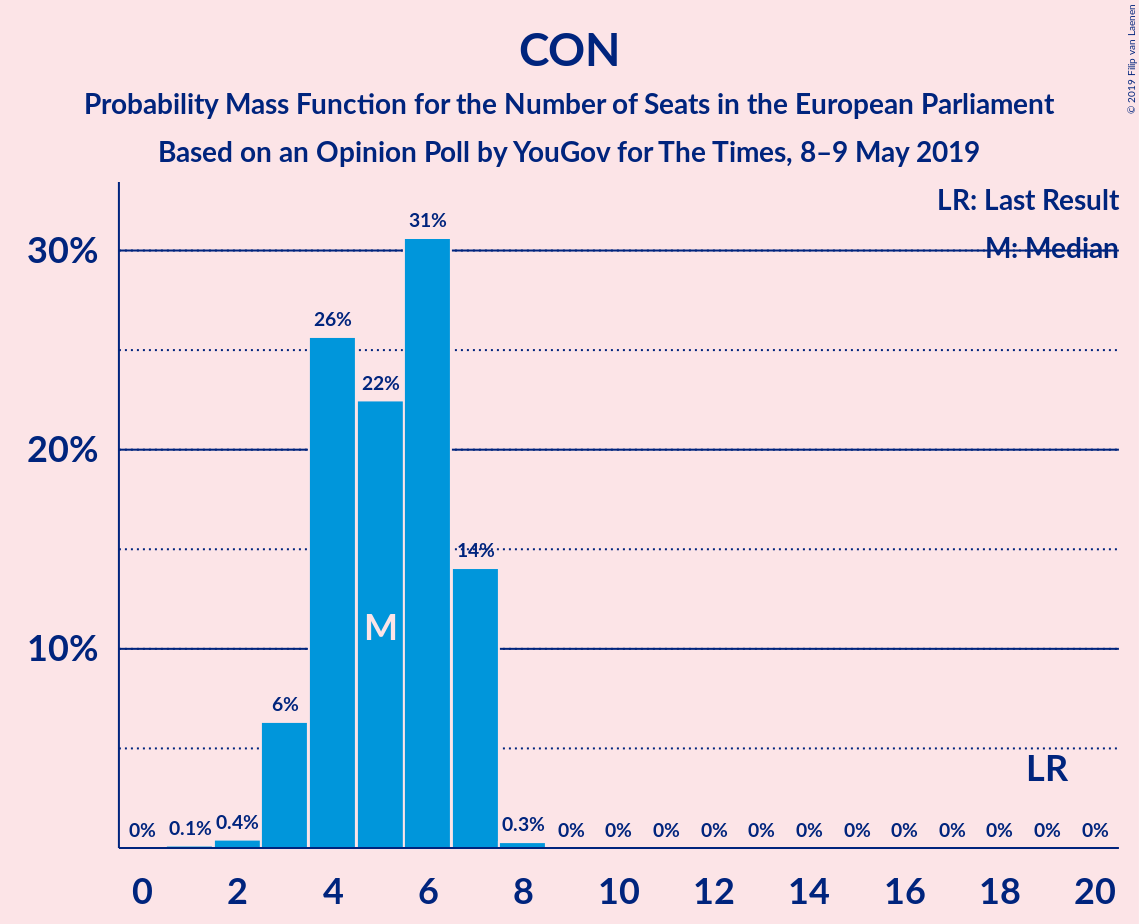 CON
Probability Mass Function for the Number of Seats in the European Parliament
Based on an Opinion Poll by YouGov for The Times, 8–9 May 2019
© 2019 Filip van Laenen
LR: Last Result
M: Median
30%
20%
10%
0% 0.1% 0.4% 6% 26% 22% 31% 14% 0.3% 0% 0% 0% 0% 0% 0% 0% 0% 0% 0% 0% 0%
M
LR
0 2 4 6 8 10 12 14 16 18 20